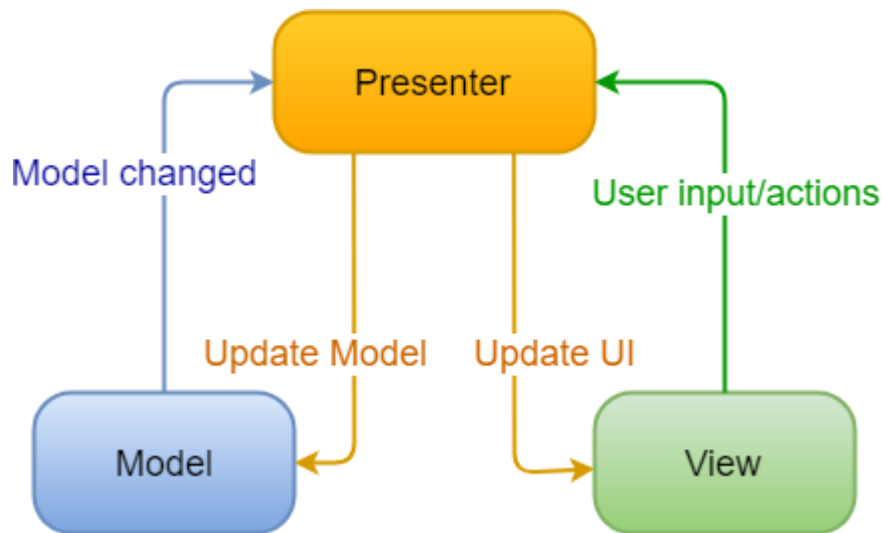 Presenter
Model changed
User input/actions
Update Model
Update UI
Model
View